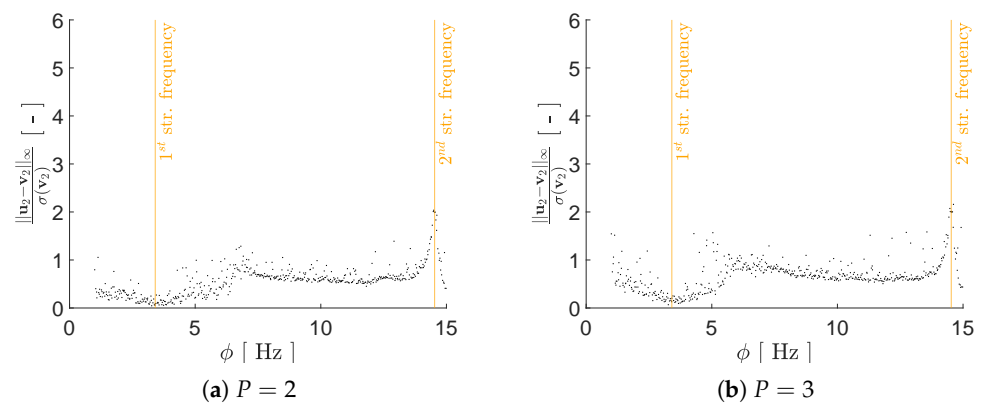 6
5
4
3
2
1
0
0 5 10 15
||u₂−v₂||∞ / σ(v₂) [ - ]
1st str. frequency
2nd str. frequency
ϕ [ Hz ]
(a) P = 2
6
5
4
3
2
1
0
0 5 10 15
||u₂−v₂||∞ / σ(v₂) [ - ]
1st str. frequency
2nd str. frequency
ϕ [ Hz ]
(b) P = 3